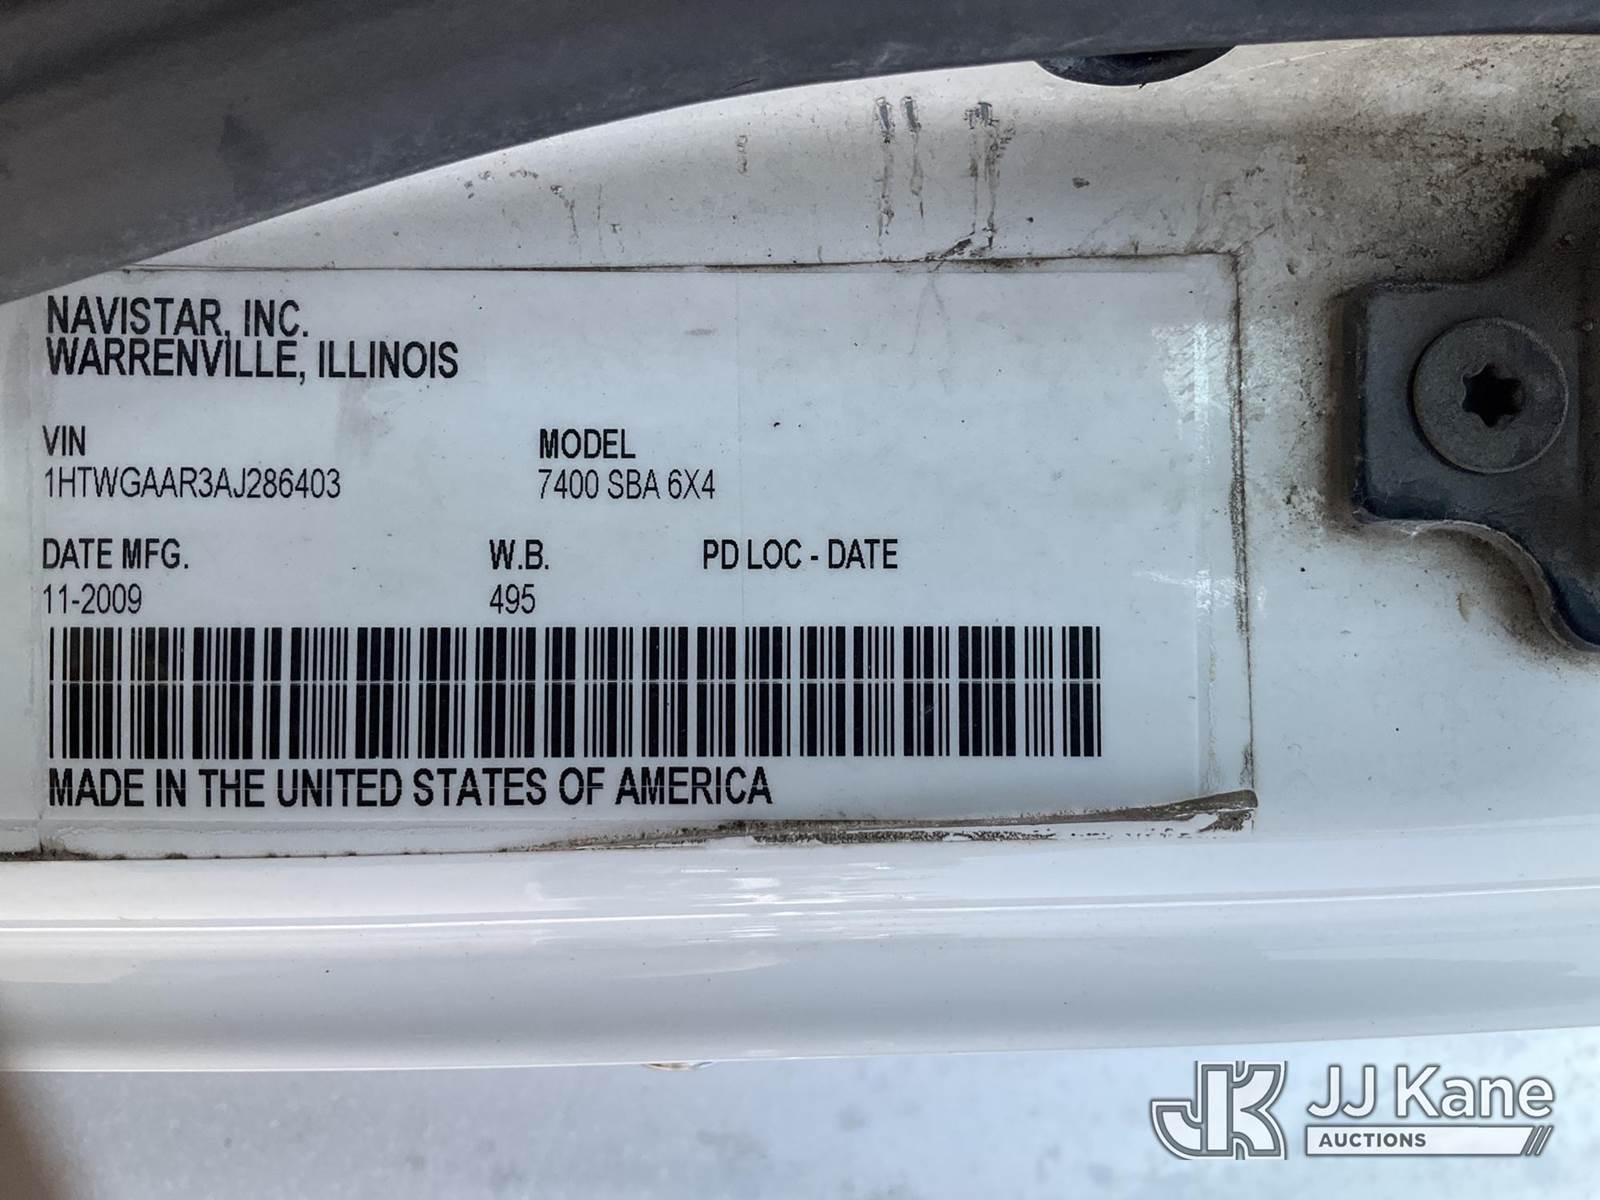 NAVISTAR, INC.
WARRENVILLE, ILLINOIS
VIN MODEL
1HTWGAAR3AJ286403 7400 SBA 6X4
DATE MFG. W.B. PD LOC - DATE
11-2009 495
MADE IN THE UNITED STATES OF AMERICA
JK JJ Kane
AUCTIONS